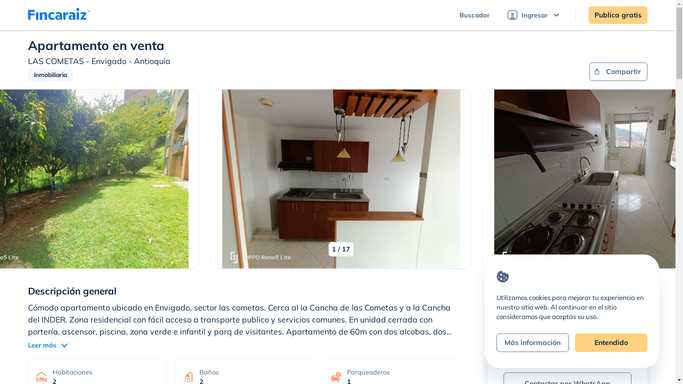 Fincaraiz
Buscador
Ingresar
Publica gratis
Apartamento en venta
LAS COMETAS - Envigado - Antioquia
Inmobiliaria
Compartir
1 / 17
Descripción general
Cómodo apartamento ubicado en Envigado, sector las cometas. Cerca al la Cancha de las Cometas y a la Cancha
del INDER. Zona residencial con fácil acceso a transporte publico y servicios comunes. En unidad cerrada con
portería, ascensor, piscina, zona verde e infantil y parq de visitantes. Apartamento de 60m con dos alcobas, dos...
Leer más
Habitaciones
2
Baños
2
Parqueaderos
1
Utilizamos cookies para mejorar tu experiencia en
nuestro sitio web. Al continuar en el sitio
consideramos que aceptas su uso.
Más información
Entendido
Contactar por WhatsApp